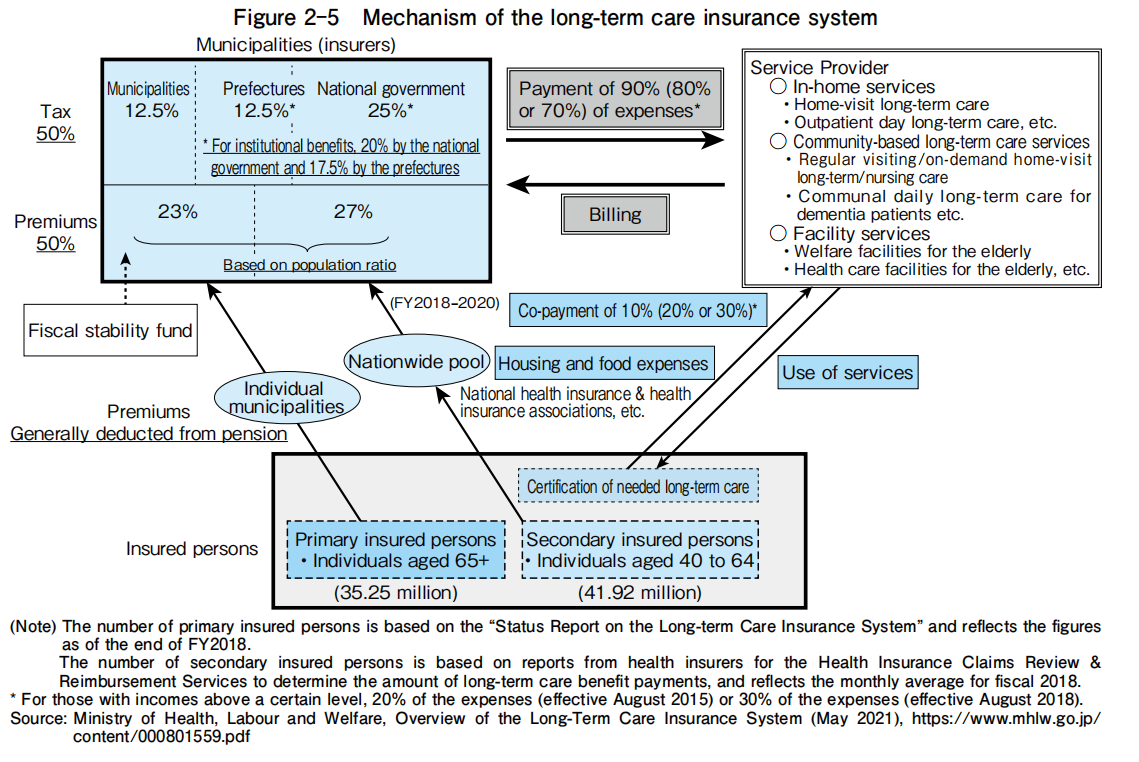 Figure 2-5 Mechanism of the long-term care insurance system
Municipalities (insurers)
Tax
50%
Municipalities
12.5%
Prefectures
12.5%*
National government
25%*
* For institutional benefits, 20% by the national
government and 17.5% by the prefectures
Premiums
50%
23%
27%
Based on population ratio
Payment of 90% (80%
or 70%) of expenses*
Billing
Service Provider
○ In-home services
・Home-visit long-term care
・Outpatient day long-term care, etc.
○ Community-based long-term care services
・Regular visiting/on-demand home-visit
long-term/nursing care
・Communal daily long-term care for
dementia patients etc.
○ Facility services
・Welfare facilities for the elderly
・Health care facilities for the elderly, etc.
Fiscal stability fund
(FY2018-2020)
Co-payment of 10% (20% or 30%)*
Nationwide pool
Housing and food expenses
Use of services
Individual
municipalities
National health insurance & health
insurance associations, etc.
Premiums
Generally deducted from pension
Certification of needed long-term care
Insured persons
Primary insured persons
・Individuals aged 65+
(35.25 million)
Secondary insured persons
・Individuals aged 40 to 64
(41.92 million)
(Note) The number of primary insured persons is based on the “Status Report on the Long-term Care Insurance System” and reflects the figures
as of the end of FY2018.
The number of secondary insured persons is based on reports from health insurers for the Health Insurance Claims Review &
Reimbursement Services to determine the amount of long-term care benefit payments, and reflects the monthly average for fiscal 2018.
* For those with incomes above a certain level, 20% of the expenses (effective August 2015) or 30% of the expenses (effective August 2018).
Source: Ministry of Health, Labour and Welfare, Overview of the Long-Term Care Insurance System (May 2021), https://www.mhlw.go.jp/
content/000801559.pdf